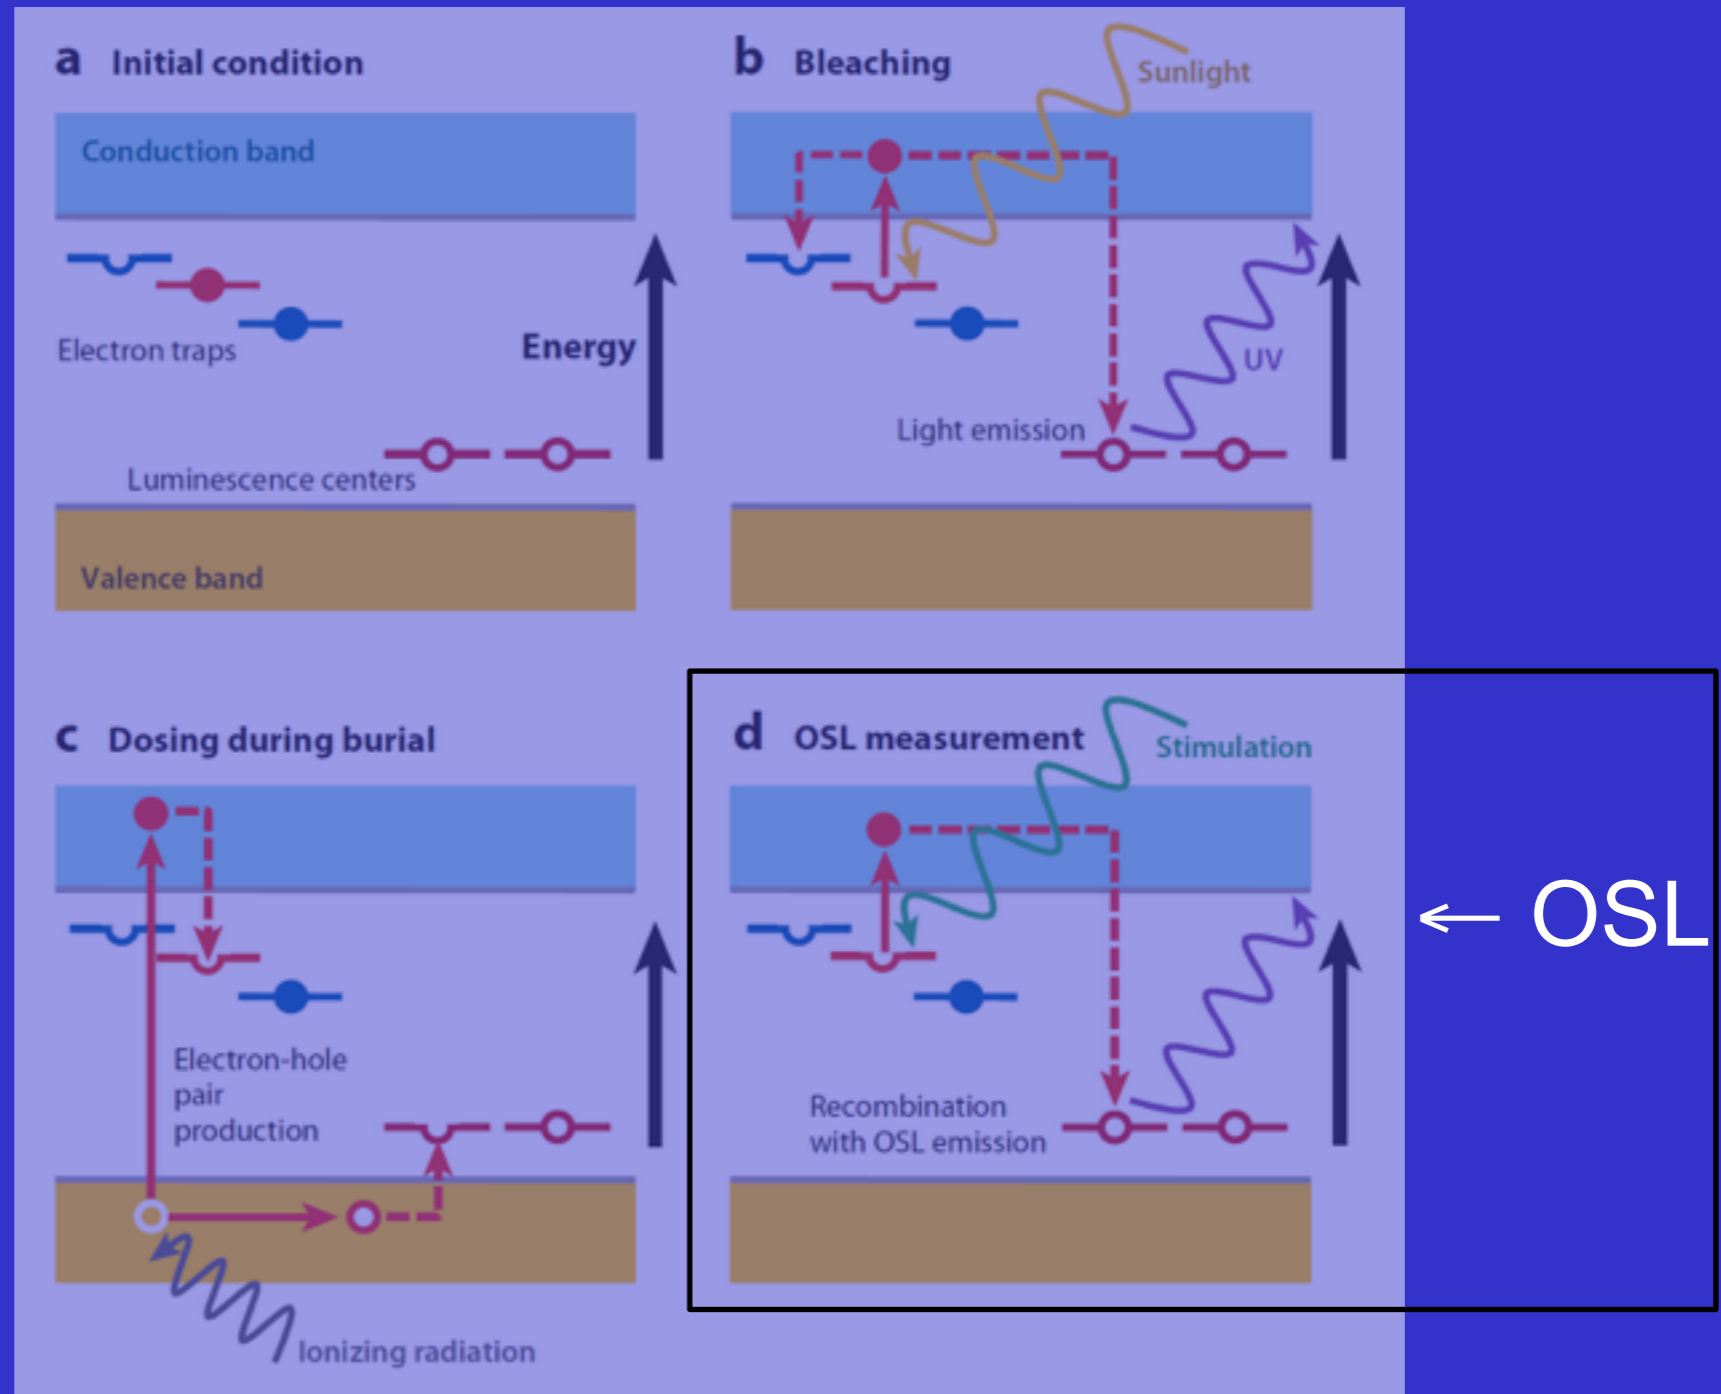 a Initial condition
Conduction band
Electron traps
Energy
Luminescence centers
Valence band
b Bleaching
Sunlight
UV
Light emission
c Dosing during burial
Electron-hole
pair
production
Ionizing radiation
d OSL measurement
Stimulation
Recombination
with OSL emission
← OSL